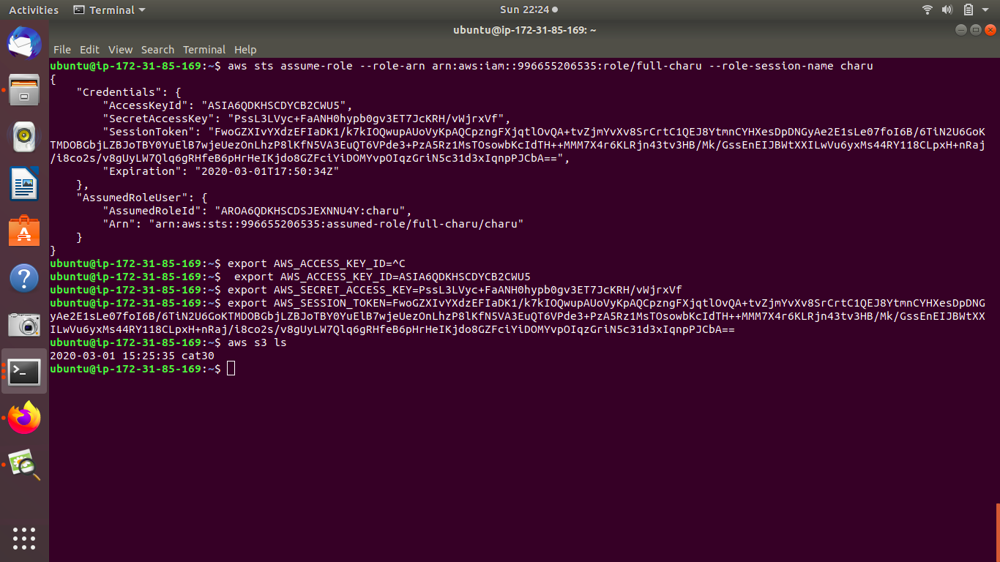 Activities Terminal Sun 22:24
ubuntu@ip-172-31-85-169: ~
File Edit View Search Terminal Help
ubuntu@ip-172-31-85-169:~$ aws sts assume-role --role-arn arn:aws:iam::996655206535:role/full-charu --role-session-name charu
{
    "Credentials": {
        "AccessKeyId": "ASIA6QDKHSCDYCB2CWU5",
        "SecretAccessKey": "PssL3LVyc+FaANH0hypb0gv3ET7JcKRH/vWjrxVf",
        "SessionToken": "FwoGZXIvYXdzEFIaDK1/k7kIOQwupAUoVyKpAQCpzngFXjqtlOvQA+tvZjmYvXv8SrCrtC1QEJ8YtmnCYHXesDpDNGyAe2E1sLe07foI6B/6TiN2U6GoK
TMDOBGbjLZBJoTBY0YuElB7wjeUezOnLhzP8lKfN5VA3EuQT6VPde3+PzA5Rz1MsTOsowbKcIdTH++MMM7X4r6KLRjn43tv3HB/Mk/GssEnEIJBWtXXILwVu6yxMs44RY118CLpxH+nRaj
/i8co2s/v8gUyLW7Qlq6gRHfeB6pHrHeIKjdo8GZFciYiDOMYvpOIqzGriN5c31d3xIqnpPJCbA==",
        "Expiration": "2020-03-01T17:50:34Z"
    },
    "AssumedRoleUser": {
        "AssumedRoleId": "AROA6QDKHSCDSJEXNNU4Y:charu",
        "Arn": "arn:aws:sts::996655206535:assumed-role/full-charu/charu"
    }
}
ubuntu@ip-172-31-85-169:~$ export AWS_ACCESS_KEY_ID=^C
ubuntu@ip-172-31-85-169:~$  export AWS_ACCESS_KEY_ID=ASIA6QDKHSCDYCB2CWU5
ubuntu@ip-172-31-85-169:~$ export AWS_SECRET_ACCESS_KEY=PssL3LVyc+FaANH0hypb0gv3ET7JcKRH/vWjrxVf
ubuntu@ip-172-31-85-169:~$ export AWS_SESSION_TOKEN=FwoGZXIvYXdzEFIaDK1/k7kIOQwupAUoVyKpAQCpzngFXjqtlOvQA+tvZjmYvXv8SrCrtC1QEJ8YtmnCYHXesDpDNG
yAe2E1sLe07foI6B/6TiN2U6GoKTMDOBGbjLZBJoTBY0YuElB7wjeUezOnLhzP8lKfN5VA3EuQT6VPde3+PzA5Rz1MsTOsowbKcIdTH++MMM7X4r6KLRjn43tv3HB/Mk/GssEnEIJBWtXX
ILwVu6yxMs44RY118CLpxH+nRaj/i8co2s/v8gUyLW7Qlq6gRHfeB6pHrHeIKjdo8GZFciYiDOMYvpOIqzGriN5c31d3xIqnpPJCbA==
ubuntu@ip-172-31-85-169:~$ aws s3 ls
2020-03-01 15:25:35 cat30
ubuntu@ip-172-31-85-169:~$